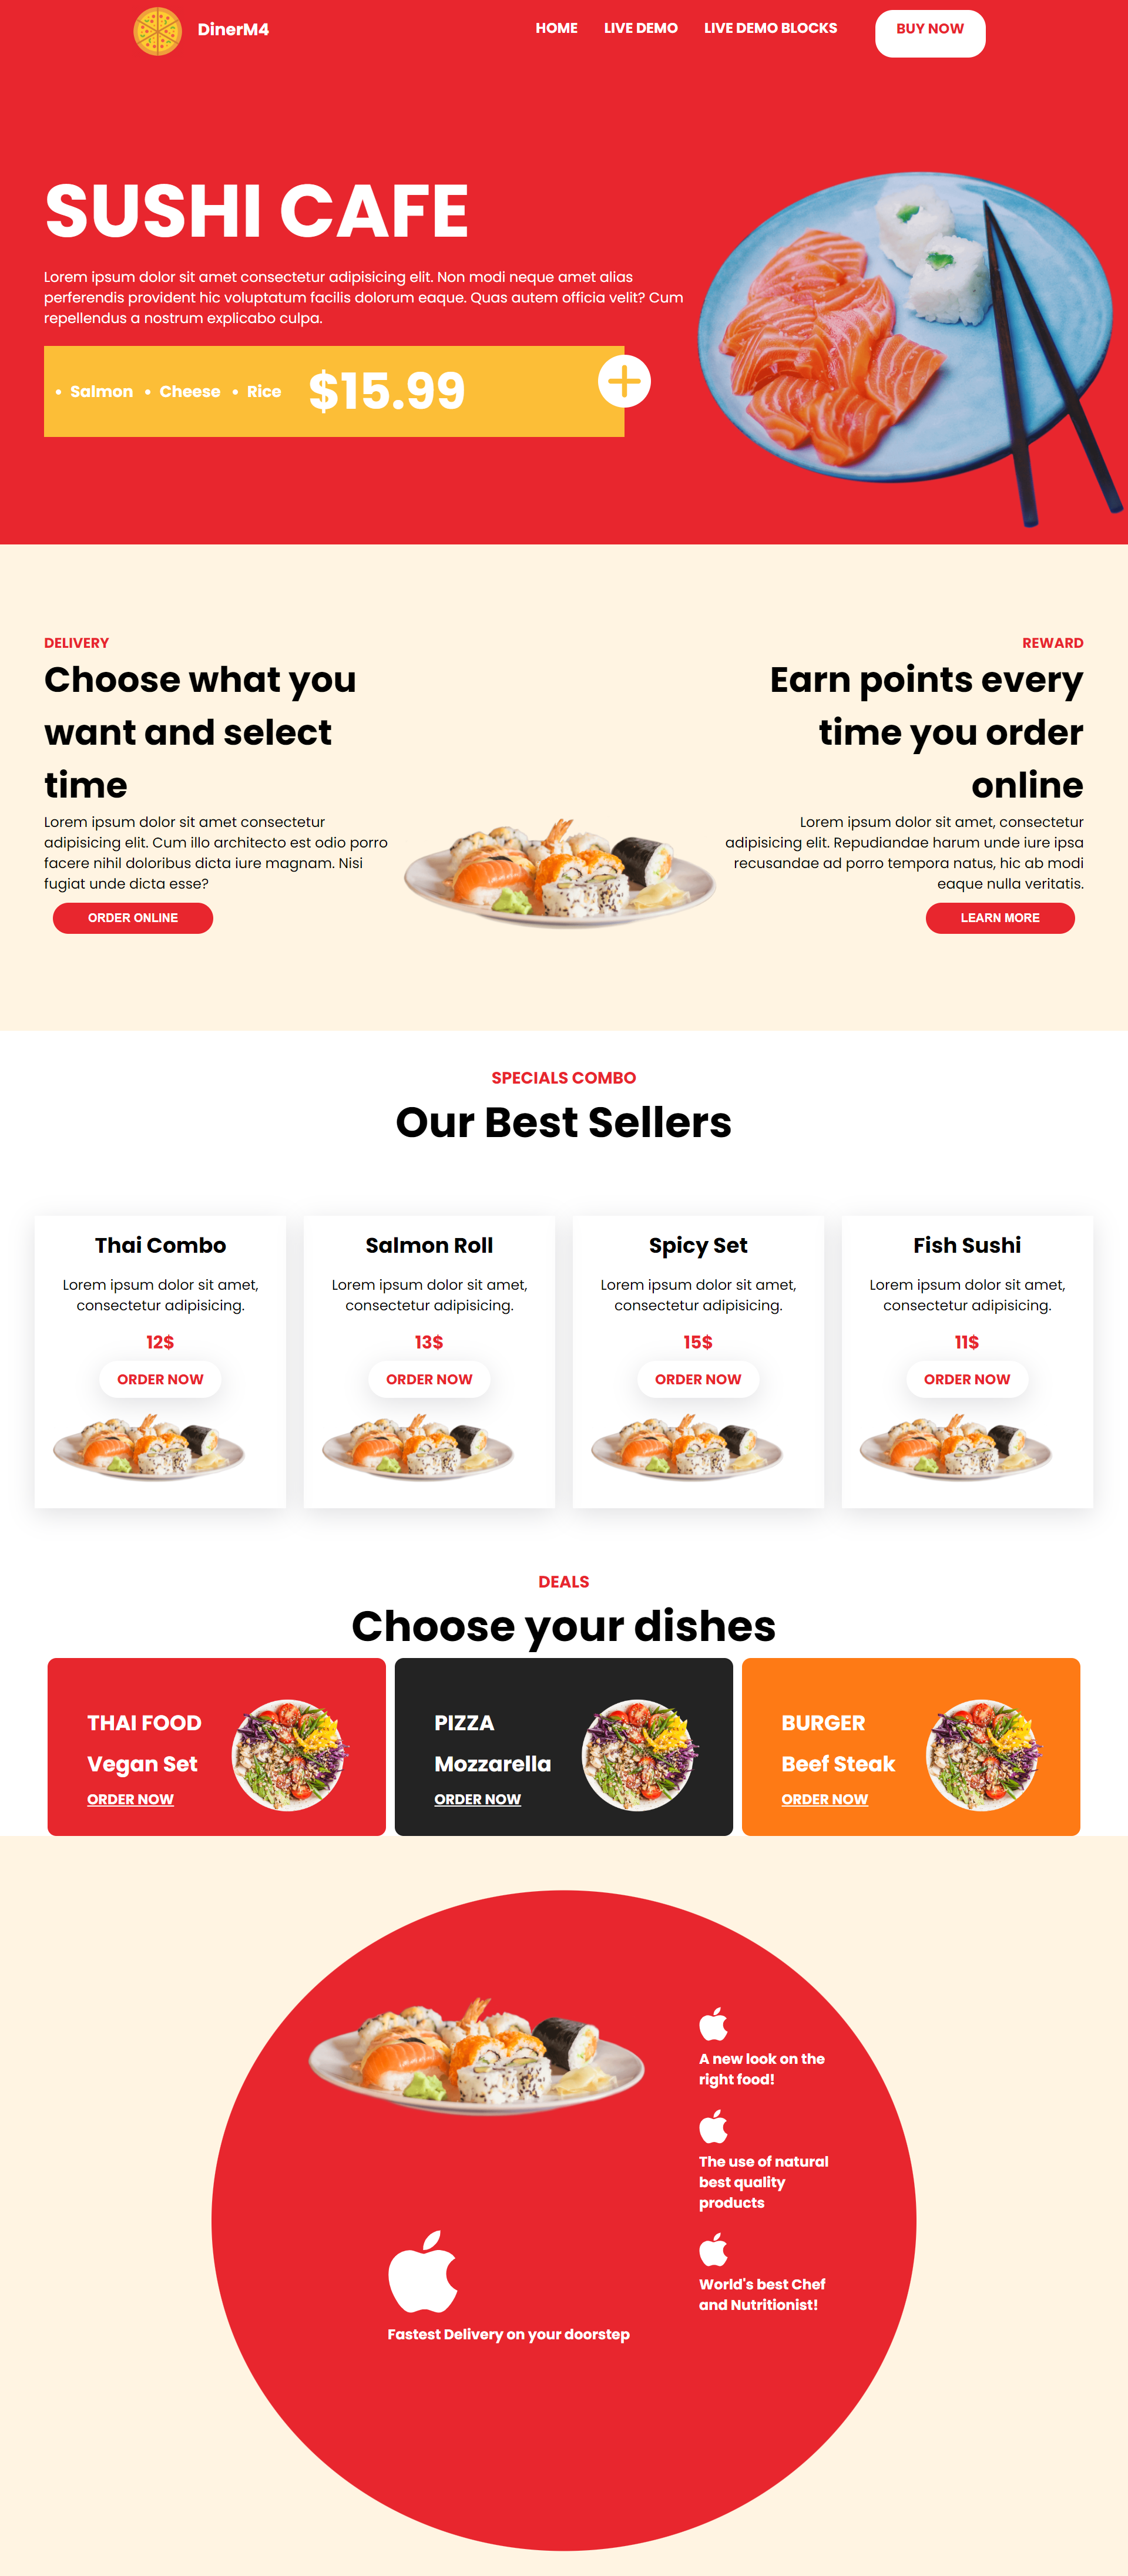 DinerM4
HOME
LIVE DEMO
LIVE DEMO BLOCKS
BUY NOW
SUSHI CAFE
Lorem ipsum dolor sit amet consectetur adipisicing elit. Non modi neque amet alias
perferendis provident hic voluptatum facilis dolorum eaque. Quas autem officia velit? Cum
repellendus a nostrum explicabo culpa.
• Salmon • Cheese • Rice
$15.99
DELIVERY
Choose what you
want and select
time
Lorem ipsum dolor sit amet consectetur
adipisicing elit. Cum illo architecto est odio porro
facere nihil doloribus dicta iure magnam. Nisi
fugiat unde dicta esse?
ORDER ONLINE
REWARD
Earn points every
time you order
online
Lorem ipsum dolor sit amet, consectetur
adipisicing elit. Repudiandae harum unde iure ipsa
recusandae ad porro tempora natus, hic ab modi
eaque nulla veritatis.
LEARN MORE
SPECIALS COMBO
Our Best Sellers
Thai Combo
Lorem ipsum dolor sit amet,
consectetur adipisicing.
12$
ORDER NOW
Salmon Roll
Lorem ipsum dolor sit amet,
consectetur adipisicing.
13$
ORDER NOW
Spicy Set
Lorem ipsum dolor sit amet,
consectetur adipisicing.
15$
ORDER NOW
Fish Sushi
Lorem ipsum dolor sit amet,
consectetur adipisicing.
11$
ORDER NOW
DEALS
Choose your dishes
THAI FOOD
Vegan Set
ORDER NOW
PIZZA
Mozzarella
ORDER NOW
BURGER
Beef Steak
ORDER NOW
A new look on the
right food!
The use of natural
best quality
products
World's best Chef
and Nutritionist!
Fastest Delivery on your doorstep